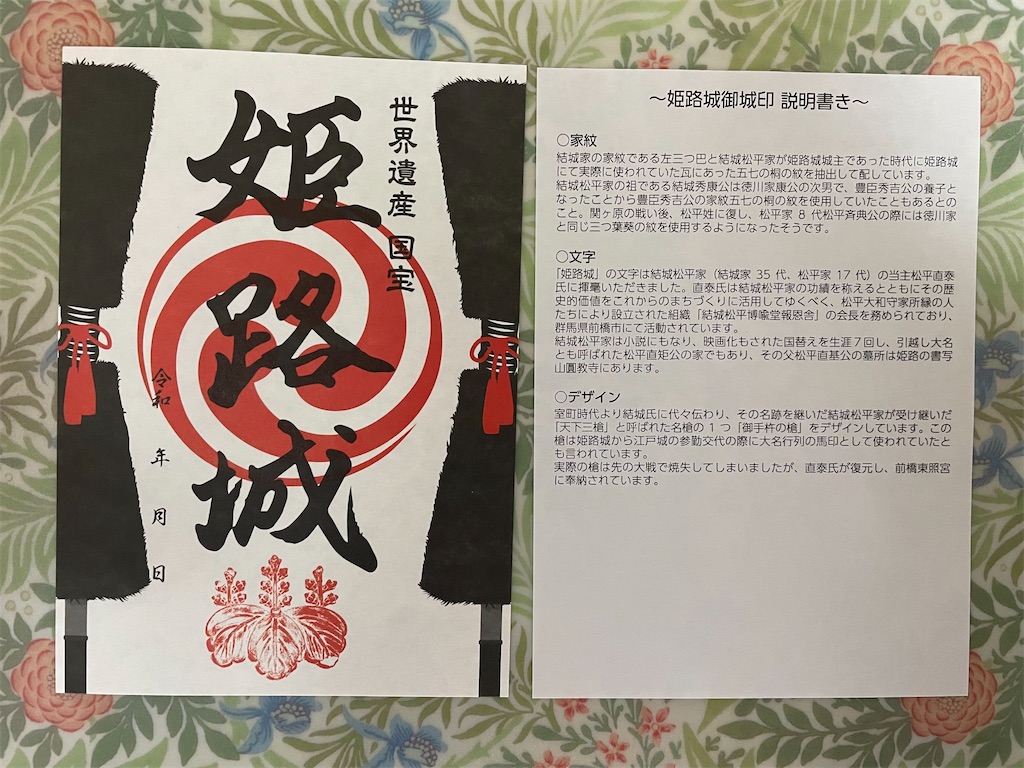 世界遺産 国宝
姫路城
令和 年 月 日
～姫路城御城印 説明書き～
○家紋
結城家の家紋である左三つ巴と結城松平家が姫路城城主であった時代に姫路城
にて実際に使われていた瓦にあった五七の桐の紋を抽出して配しています。
結城松平家の祖である結城秀康公は徳川家康公の次男で、豊臣秀吉公の養子と
なったことから豊臣秀吉公の家紋五七の桐の紋を使用していたこともあるとの
こと。関ヶ原の戦い後、松平姓に復し、松平家 8 代松平斉典公の際には徳川家
と同じ三つ葉葵の紋を使用するようになったそうです。
○文字
「姫路城」の文字は結城松平家（結城家 35 代、松平家 17 代）の当主松平直泰
氏に揮毫いただきました。直泰氏は結城松平家の功績を称えるとともにその歴
史的価値をこれからのまちづくりに活用してゆくべく、松平大和守家所縁の人
たちにより設立された組織「結城松平博喩堂報恩舎」の会長を務められており、
群馬県前橋市にて活動されています。
結城松平家は小説にもなり、映画化もされた国替えを生涯７回し、引越し大名
とも呼ばれた松平直矩公の家でもあり、その父松平直基公の墓所は姫路の書写
山圓教寺にあります。
○デザイン
室町時代より結城氏に代々伝わり、その名跡を継いだ結城松平家が受け継いだ
「天下三槍」と呼ばれた名槍の１つ「御手杵の槍」をデザインしています。この
槍は姫路城から江戸城の参勤交代の際に大名行列の馬印として使われていたと
も言われています。
実際の槍は先の大戦で焼失してしまいましたが、直泰氏が復元し、前橋東照宮
に奉納されています。